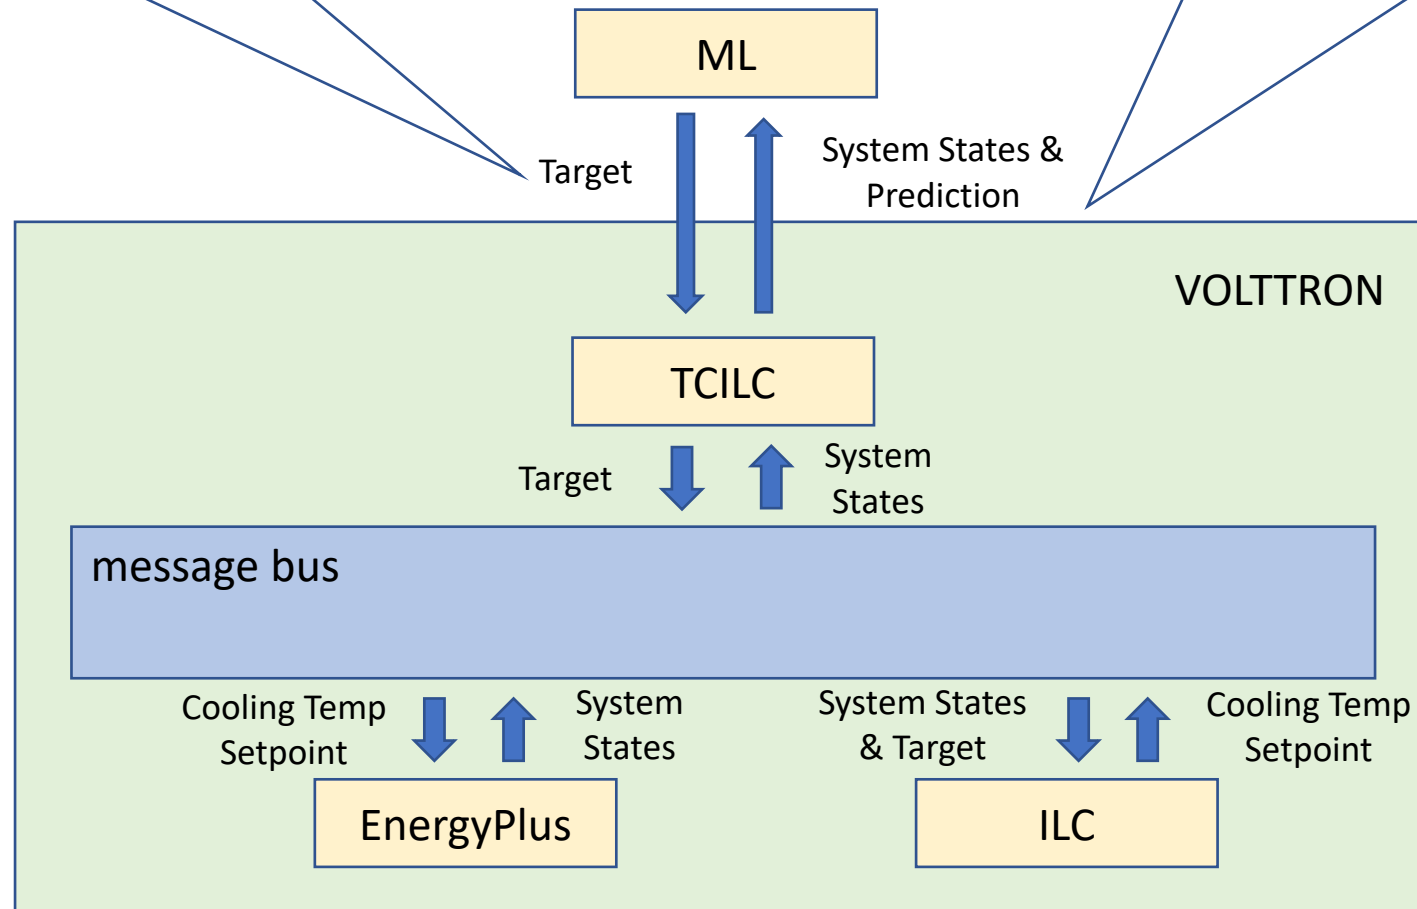 ML
Target
System States &
Prediction
VOLTTRON
TCILC
Target
System
States
message bus
Cooling Temp
Setpoint
System
States
System States
& Target
Cooling Temp
Setpoint
EnergyPlus
ILC